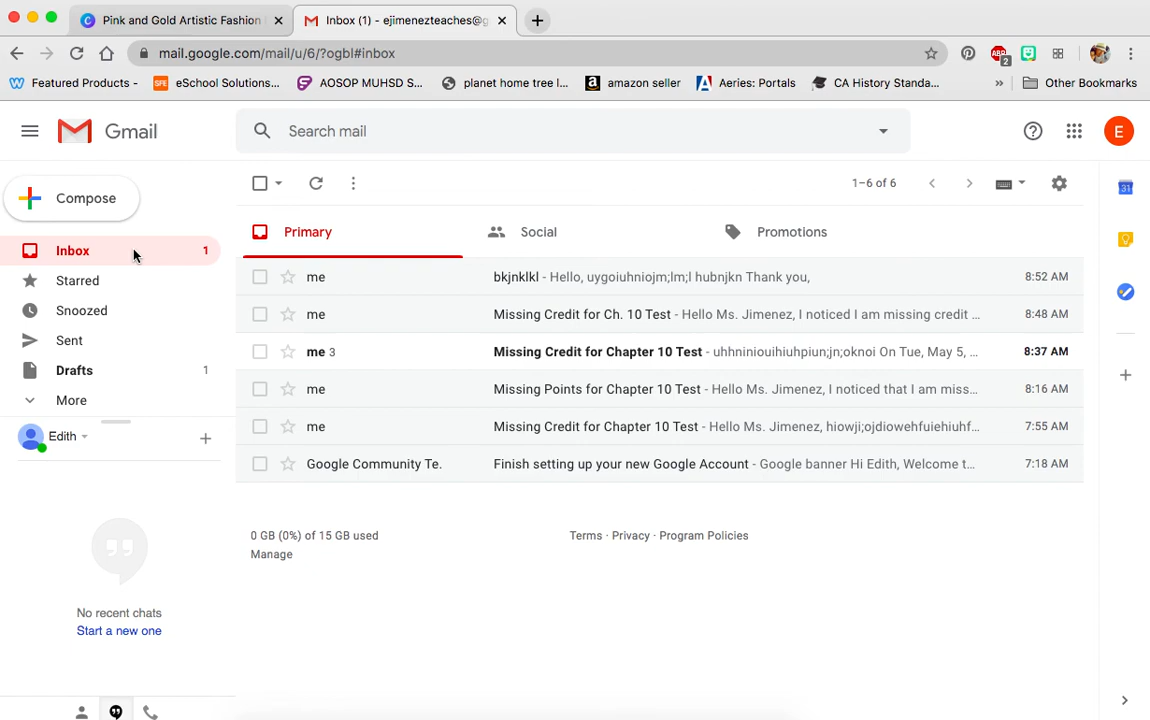 Pink and Gold Artistic Fashion
Inbox (1) - ejimenezteaches@g
mail.google.com/mail/u/6/?ogbl#inbox
ABP
2
Featured Products -
SFE
eSchool Solutions...
AOSOP MUHSD S...
planet home tree l...
amazon seller
Aeries: Portals
CA History Standa...
»
Other Bookmarks
Gmail
Search mail
E
Compose
1–6 of 6
31
Inbox 1
Starred
Snoozed
Sent
Drafts 1
More
Edith
Primary
Social
Promotions
me bkjnklkl - Hello, uygoiuhniojm;lm;l hubnjkn Thank you, 8:52 AM
me Missing Credit for Ch. 10 Test - Hello Ms. Jimenez, I noticed I am missing credit ... 8:48 AM
me 3 Missing Credit for Chapter 10 Test - uhhniniouihiuhpiun;jn;oknoi On Tue, May 5, ... 8:37 AM
me Missing Points for Chapter 10 Test - Hello Ms. Jimenez, I noticed that I am miss... 8:16 AM
me Missing Credit for Chapter 10 Test - Hello Ms. Jimenez, hiowji;ojdiowehfuiehiuhf... 7:55 AM
Google Community Te. Finish setting up your new Google Account - Google banner Hi Edith, Welcome t... 7:18 AM
0 GB (0%) of 15 GB used
Manage
Terms · Privacy · Program Policies
No recent chats
Start a new one